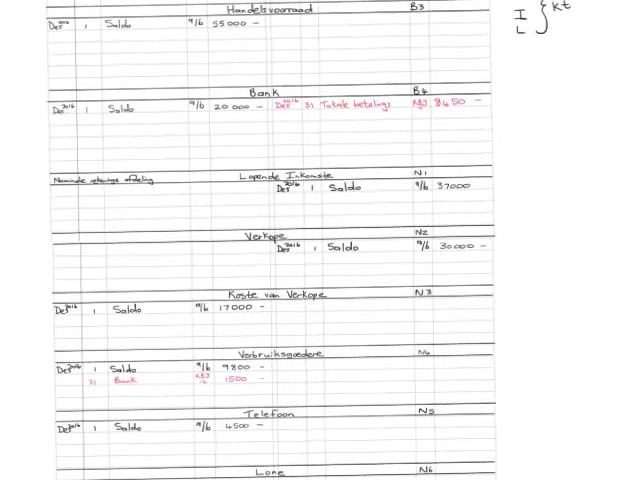 Handelsvoorraad B3
Des 2016 1 Saldo a/b 55 000 -
I
L } kt
Bank B4
Des 2016 1 Saldo a/b 20 000 - Des 2016 31 Totale betalings KBJ 8450 -
Nominale rekeninge afdeling Lopende Inkomste N1
Des 2016 1 Saldo a/b 37000
Verkope N2
Des 2016 1 Saldo a/b 30000 -
Koste van Verkope N3
Des 2016 1 Saldo a/b 17000 -
Verbruiksgoedere N4
Des 2016 1 Saldo a/b 9800 -
31 Bank KBJ 12 1500 -
Telefoon N5
Des 2016 1 Saldo a/b 4500 -
Lone N6